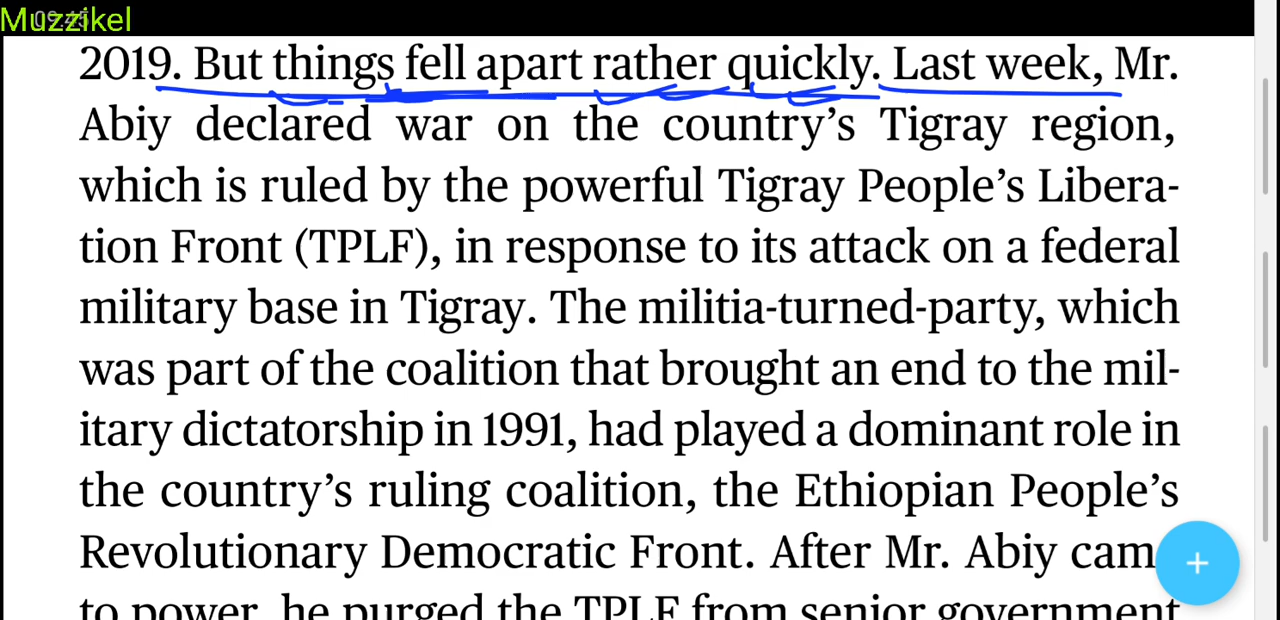 Muzzikel
09:45
2019. But things fell apart rather quickly. Last week, Mr.
Abiy declared war on the country’s Tigray region,
which is ruled by the powerful Tigray People’s Libera-
tion Front (TPLF), in response to its attack on a federal
military base in Tigray. The militia-turned-party, which
was part of the coalition that brought an end to the mil-
itary dictatorship in 1991, had played a dominant role in
the country’s ruling coalition, the Ethiopian People’s
Revolutionary Democratic Front. After Mr. Abiy cam
to power, he purged the TPLF from senior government